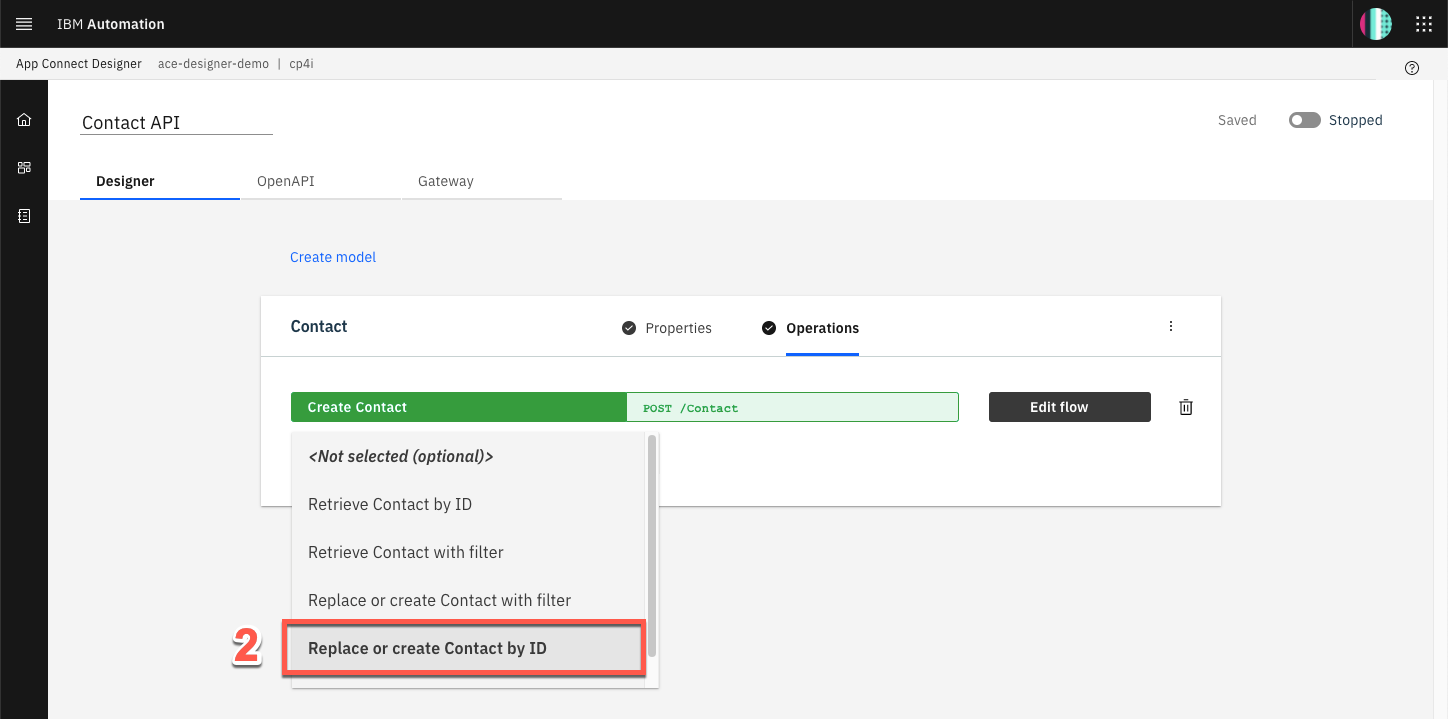 IBM Automation
App Connect Designer ace-designer-demo | cp4i
Contact API
Saved
Stopped
Designer OpenAPI Gateway
Create model
Contact Properties Operations
Create Contact POST /Contact Edit flow
<Not selected (optional)>
Retrieve Contact by ID
Retrieve Contact with filter
Replace or create Contact with filter
2 Replace or create Contact by ID